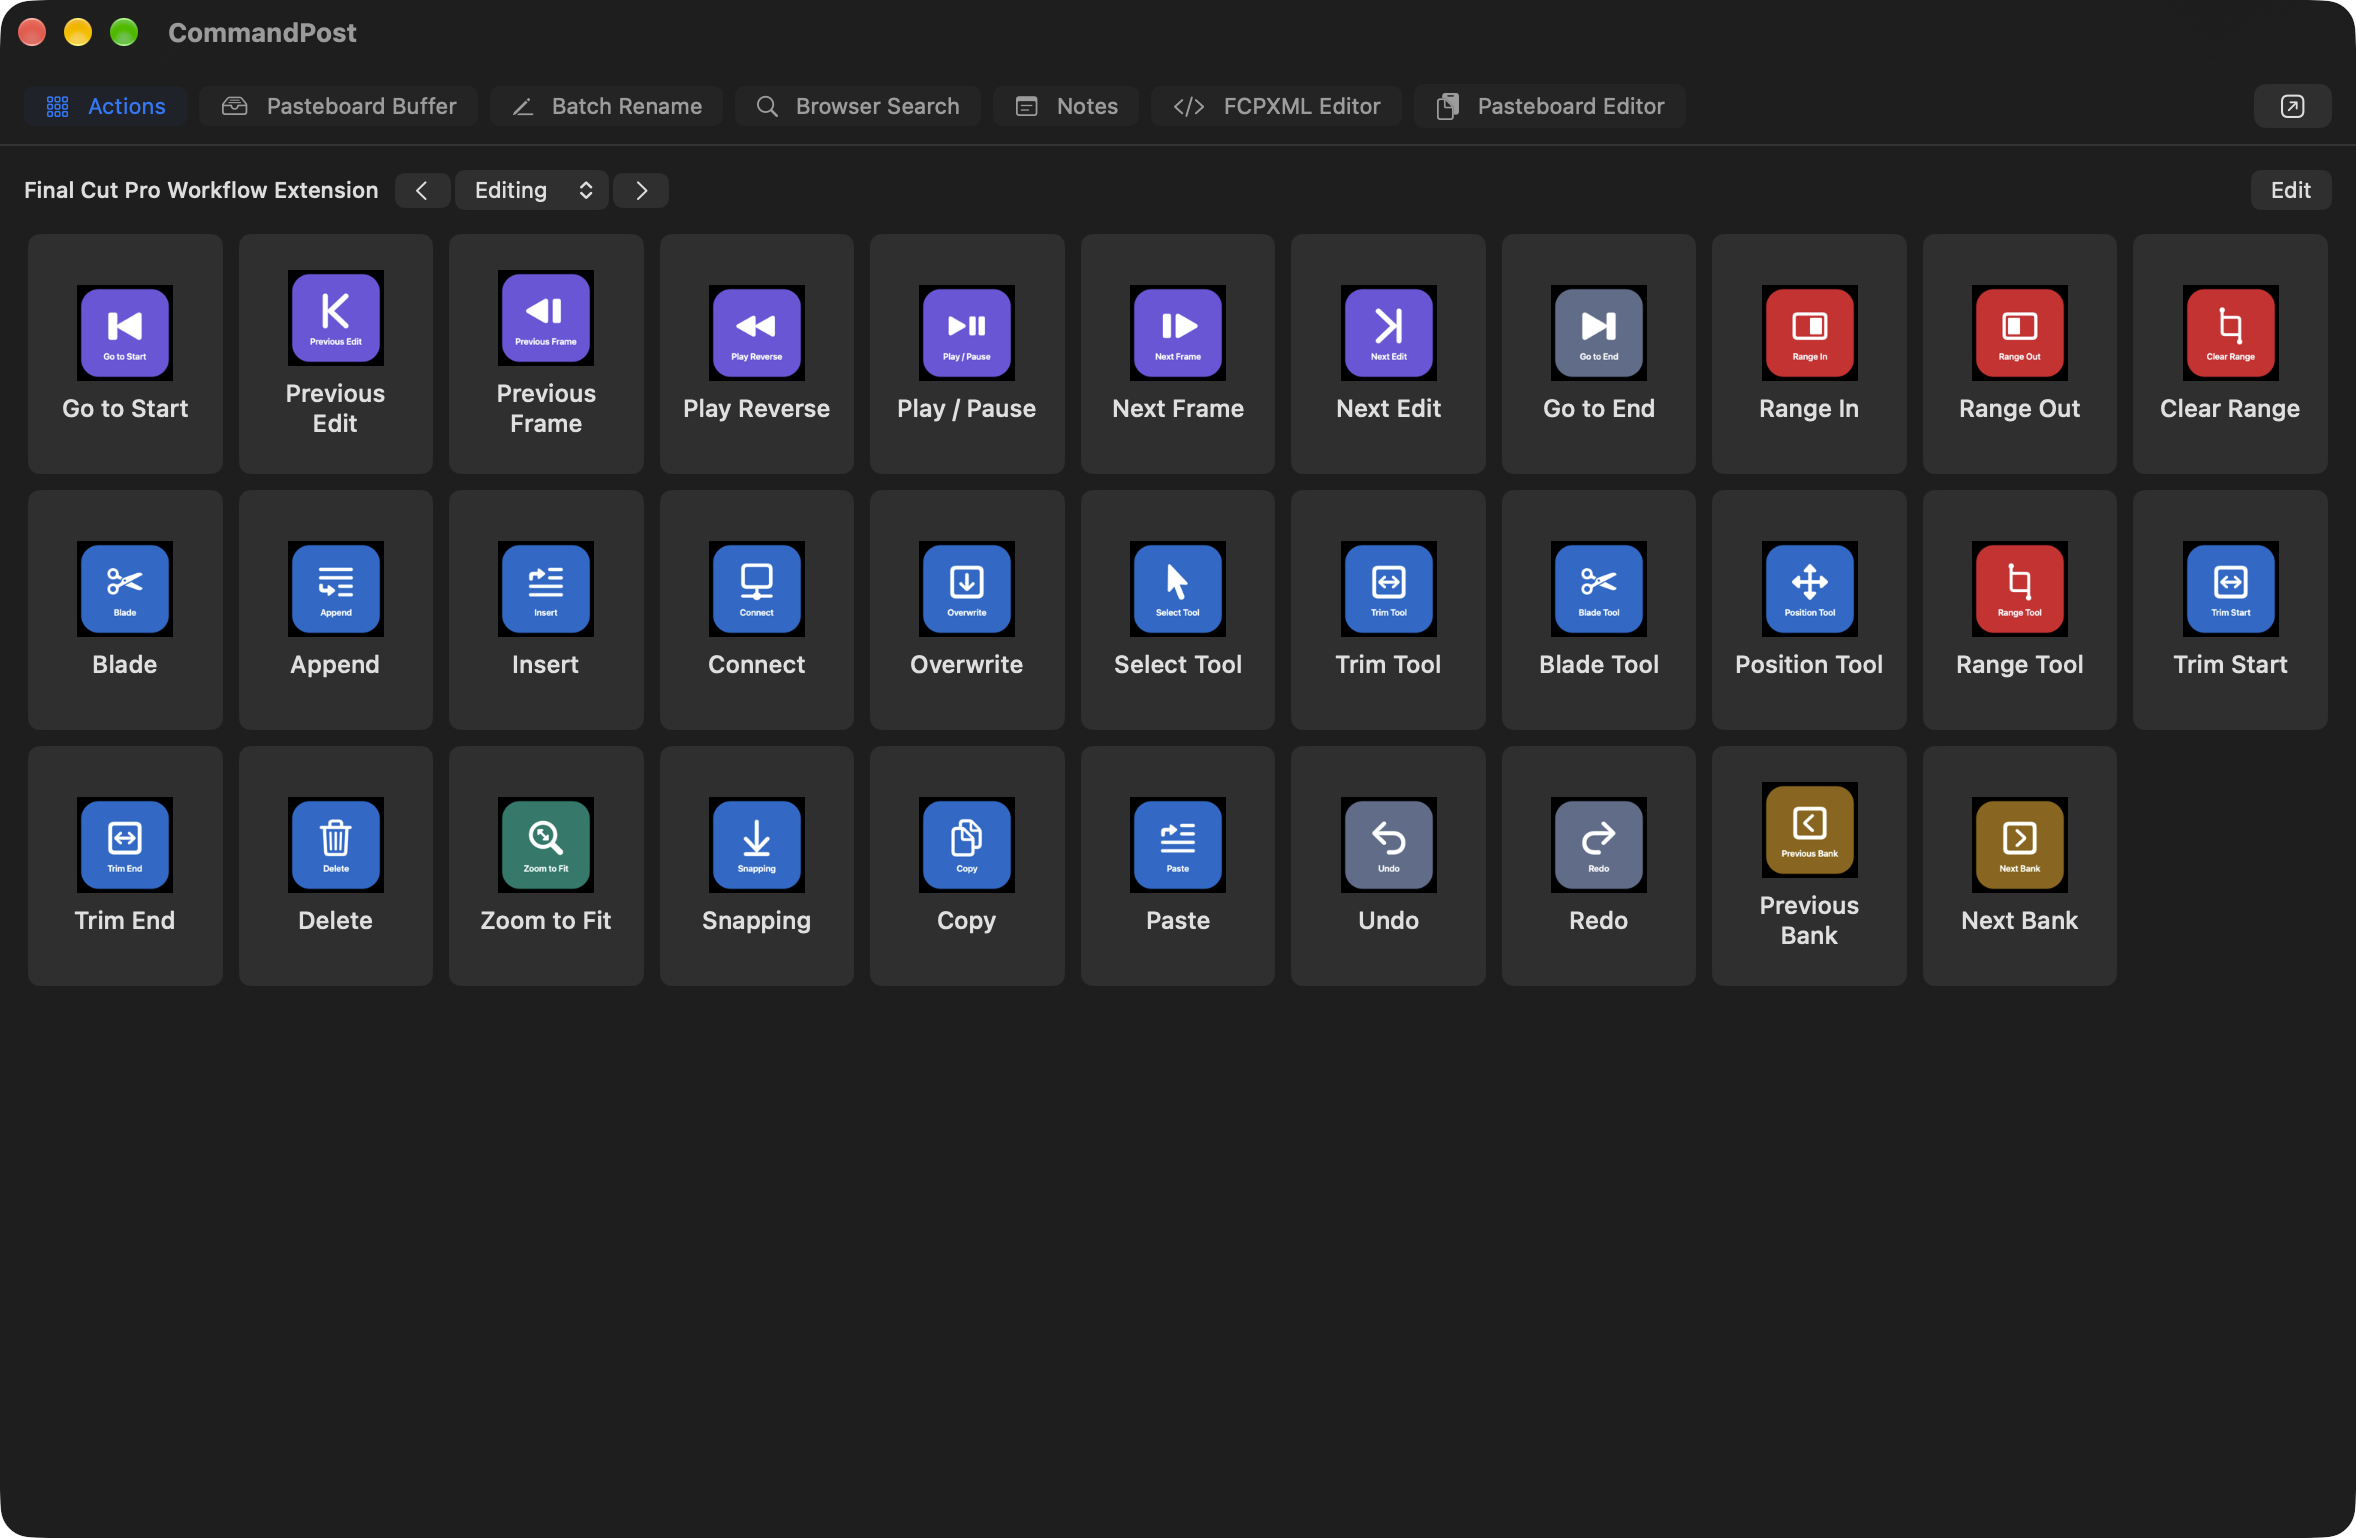 CommandPost
Actions
Pasteboard Buffer
Batch Rename
Browser Search
Notes
</> FCPXML Editor
Pasteboard Editor
Final Cut Pro Workflow Extension
Editing
Edit
Go to Start
Go to Start
Previous Edit
Previous
Edit
Previous Frame
Previous
Frame
Play Reverse
Play Reverse
Play / Pause
Play / Pause
Next Frame
Next Frame
Next Edit
Next Edit
Go to End
Go to End
Range In
Range In
Range Out
Range Out
Clear Range
Clear Range
Blade
Blade
Append
Append
Insert
Insert
Connect
Connect
Overwrite
Overwrite
Select Tool
Select Tool
Trim Tool
Trim Tool
Blade Tool
Blade Tool
Position Tool
Position Tool
Range Tool
Range Tool
Trim Start
Trim Start
Trim End
Trim End
Delete
Delete
Zoom to Fit
Zoom to Fit
Snapping
Snapping
Copy
Copy
Paste
Paste
Undo
Undo
Redo
Redo
Previous Bank
Previous
Bank
Next Bank
Next Bank